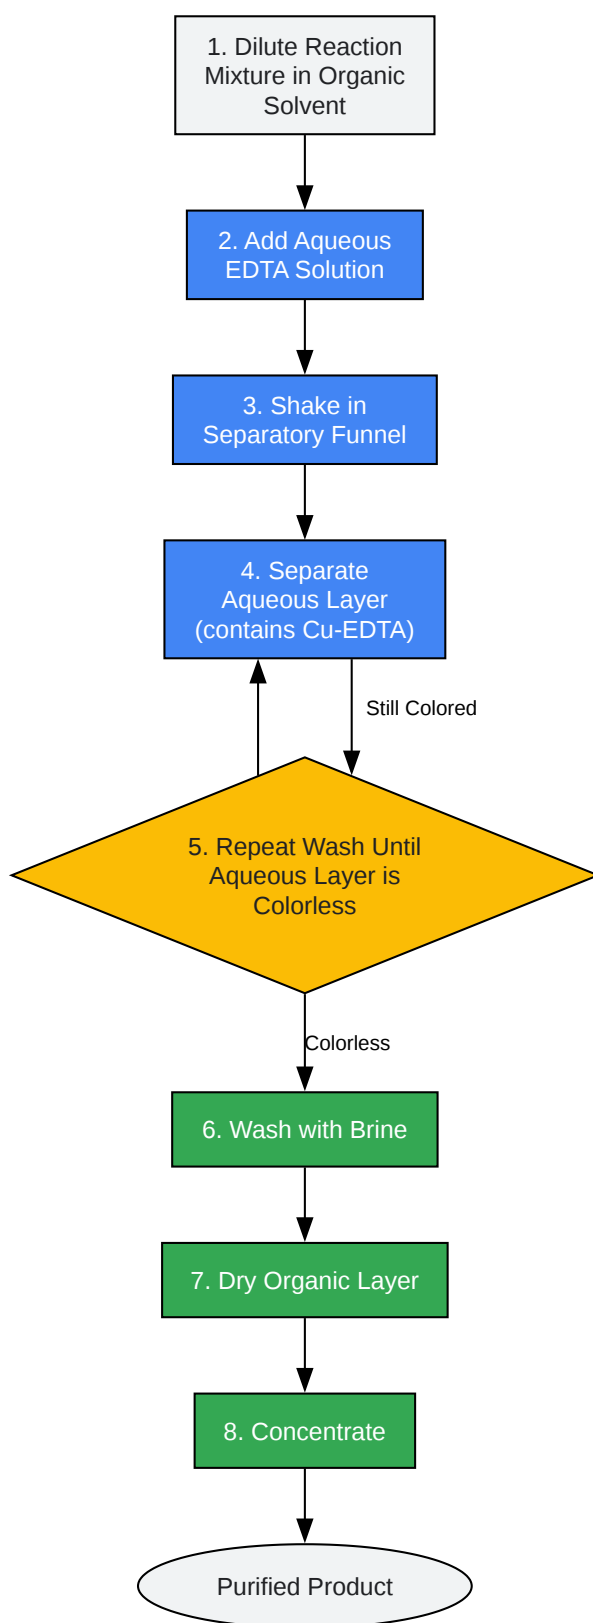 1. Dilute Reaction
Mixture in Organic
Solvent
2. Add Aqueous
EDTA Solution
3. Shake in
Separatory Funnel
4. Separate
Aqueous Layer
(contains Cu-EDTA)
Still Colored
5. Repeat Wash Until
Aqueous Layer is
Colorless
Colorless
6. Wash with Brine
7. Dry Organic Layer
8. Concentrate
Purified Product